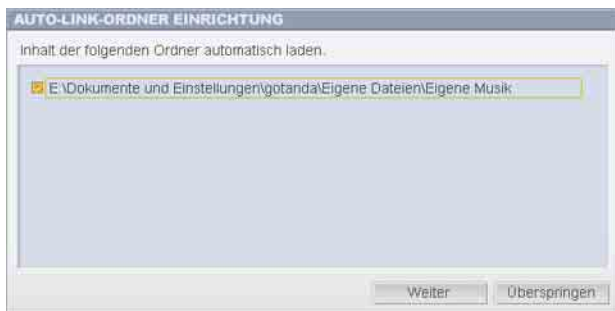 AUTO-LINK-ORDNER EINRICHTUNG
Inhalt der folgenden Ordner automatisch laden.
E:\Dokumente und Einstellungen\gotanda\Eigene Dateien\Eigene Musik
Weiter
Überspringen